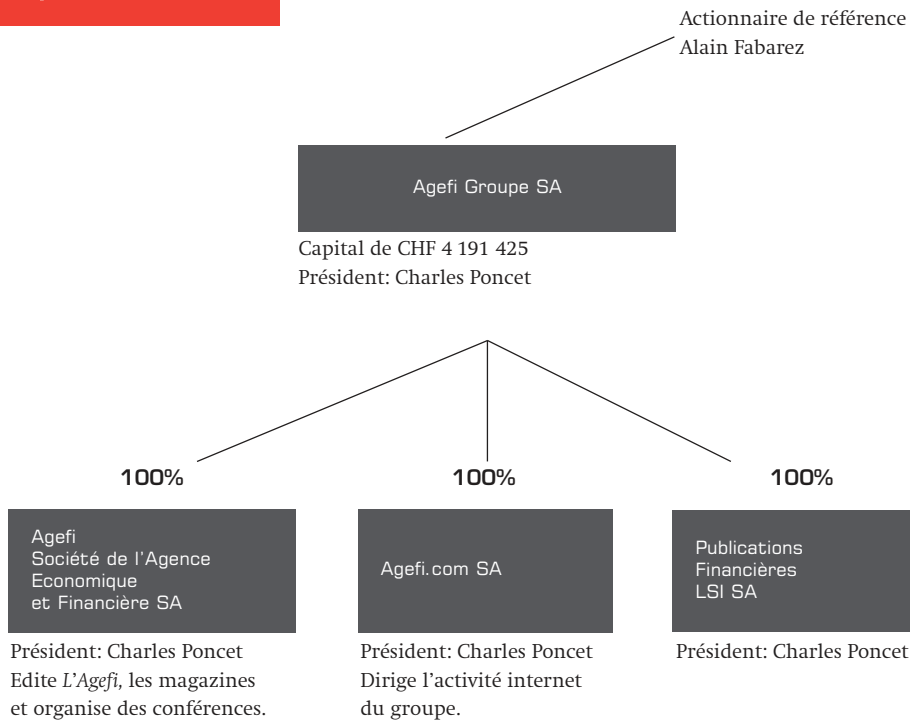 Actionnaire de référence
Alain Fabarez
Agefi Groupe SA
Capital de CHF 4 191 425
Président: Charles Poncet
100%
100%
100%
Agefi
Société de l'Agence
Economique
et Financière SA
Agefi.com SA
Publications
Financières
LSI SA
Président: Charles Poncet
Edite L'Agefi, les magazines
et organise des conférences.
Président: Charles Poncet
Dirige l'activité internet
du groupe.
Président: Charles Poncet